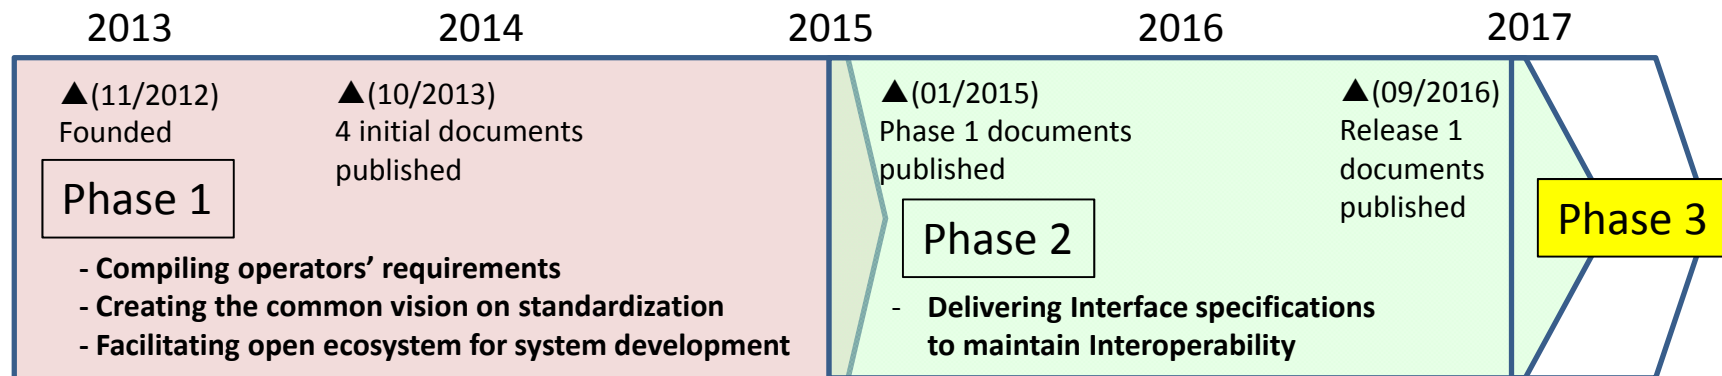 2013 2014 2015 2016 2017
▲(11/2012)
Founded
▲(10/2013)
4 initial documents
published
Phase 1
- Compiling operators’ requirements
- Creating the common vision on standardization
- Facilitating open ecosystem for system development
▲(01/2015)
Phase 1 documents
published
▲(09/2016)
Release 1
documents
published
Phase 2
- Delivering Interface specifications
to maintain Interoperability
Phase 3